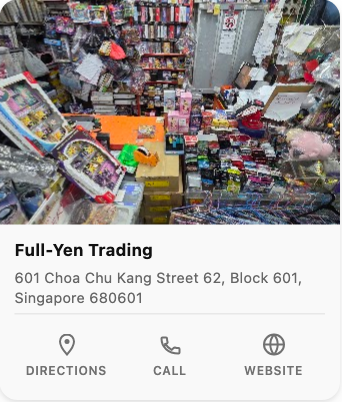 Full-Yen Trading
601 Choa Chu Kang Street 62, Block 601,
Singapore 680601
DIRECTIONS
CALL
WEBSITE